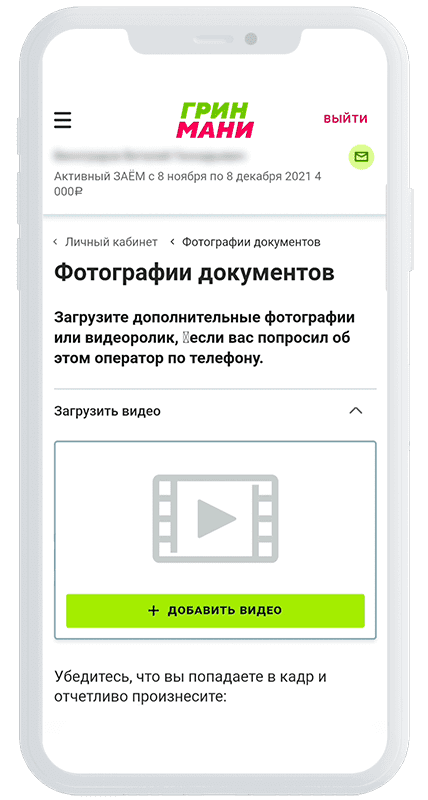 ГРИН
МАНИ
ВЫЙТИ
Активный ЗАЁМ с 8 ноября по 8 декабря 2021 4
000₽
Личный кабинет
Фотографии документов
Фотографии документов
Загрузите дополнительные фотографии
или видеоролик, если вас попросил об
этом оператор по телефону.
Загрузить видео
+ ДОБАВИТЬ ВИДЕО
Убедитесь, что вы попадаете в кадр и
отчетливо произнесите: